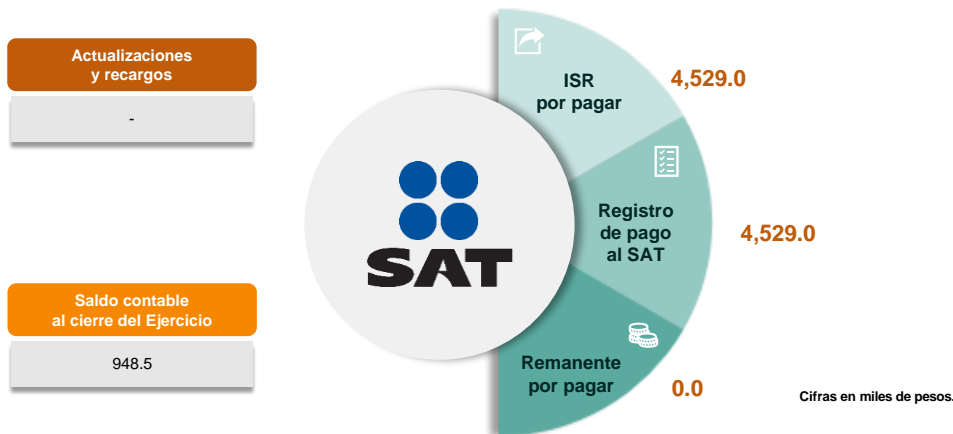 Actualizaciones
y recargos
-
Saldo contable
al cierre del Ejercicio
948.5
SAT
ISR
por pagar
4,529.0
Registro
de pago
al SAT
4,529.0
Remanente
por pagar
0.0
Cifras en miles de pesos.